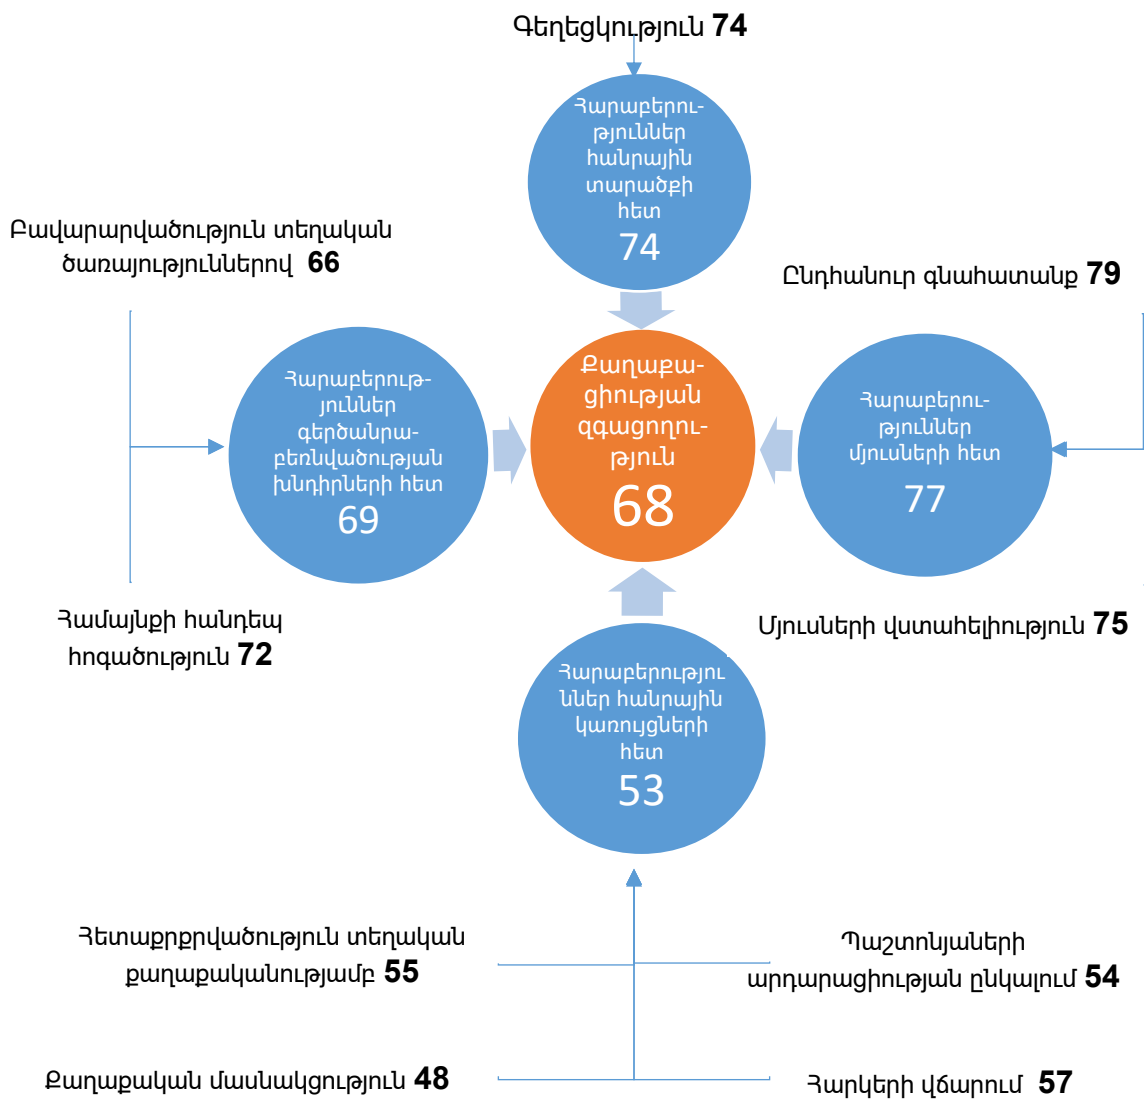 Գեղեցկություն 74
Հարաբերու-
թյուններ
հանրային
տարածքի
հետ
74
Բավարարվածություն տեղական
ծառայություններով 66
Ընդհանուր գնահատանք 79
Հարաբերութ-
յուններ
գերծանրա-
բեռնվածության
խնդիրների հետ
69
Քաղաքա-
ցիության
զգացողու-
թյուն
68
Հարաբերու-
թյուններ
մյուսների հետ
77
Համայնքի հանդեպ
հոգածություն 72
Մյուսների վստահելիություն 75
Հարաբերությու
ններ հանրային
կառույցների
հետ
53
Հետաքրքրվածություն տեղական
քաղաքականությամբ 55
Պաշտոնյաների
արդարացիության ընկալում 54
Քաղաքական մասնակցություն 48
Հարկերի վճարում 57